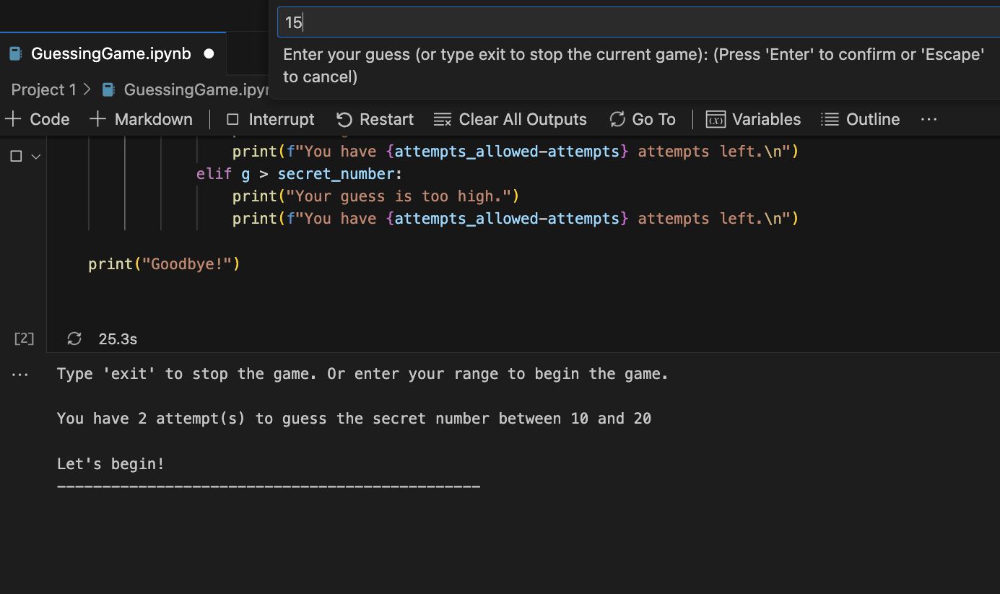 15
Enter your guess (or type exit to stop the current game): (Press 'Enter' to confirm or 'Escape'
to cancel)
GuessingGame.ipynb
Project 1 > GuessingGame.ipyn
Code Markdown Interrupt Restart Clear All Outputs Go To Variables Outline ...
print(f"You have {attempts_allowed-attempts} attempts left.\n")
elif g > secret_number:
print("Your guess is too high.")
print(f"You have {attempts_allowed-attempts} attempts left.\n")
print("Goodbye!")
[2] 25.3s
Type 'exit' to stop the game. Or enter your range to begin the game.
You have 2 attempt(s) to guess the secret number between 10 and 20
Let's begin!
-----------------------------------------------